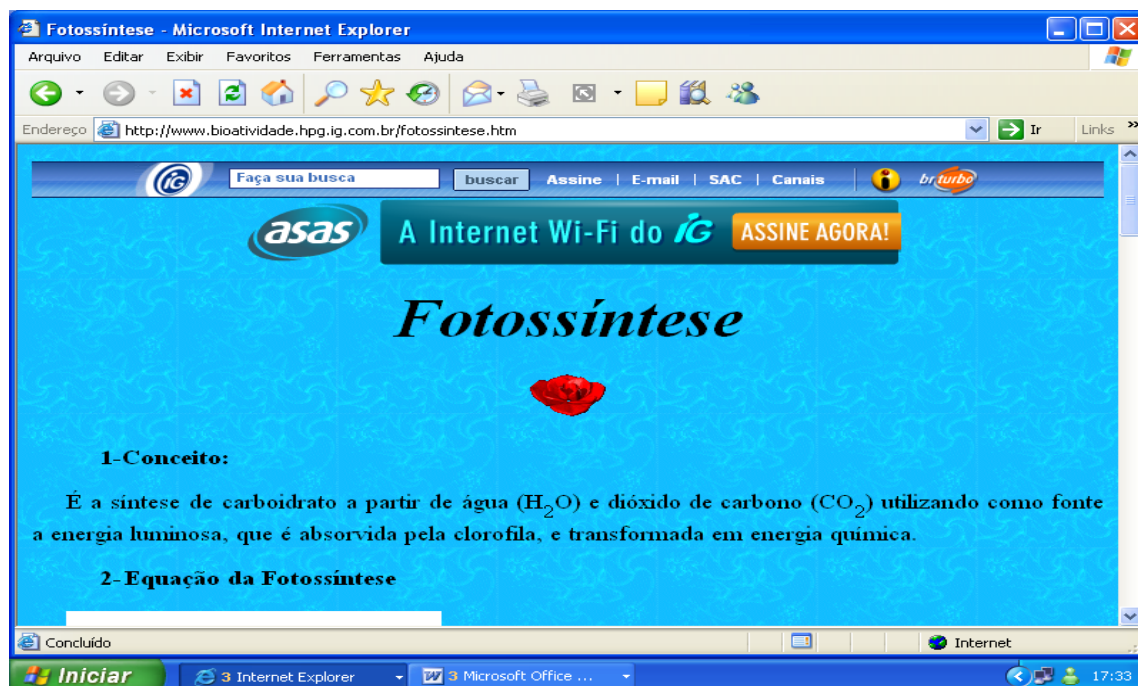 Fotossíntese - Microsoft Internet Explorer
Arquivo Editar Exibir Favoritos Ferramentas Ajuda
Endereço http://www.bioatividade.hpg.ig.com.br/fotossintese.htm Ir Links »
iG Faça sua busca buscar Assine | E-mail | SAC | Canais i br turbo
asas A Internet Wi-Fi do iG ASSINE AGORA!
Fotossíntese
1-Conceito:
É a síntese de carboidrato a partir de água (H₂O) e dióxido de carbono (CO₂) utilizando como fonte
a energia luminosa, que é absorvida pela clorofila, e transformada em energia química.
2-Equação da Fotossíntese
Concluído Internet
Iniciar 3 Internet Explorer 3 Microsoft Office ... 17:33